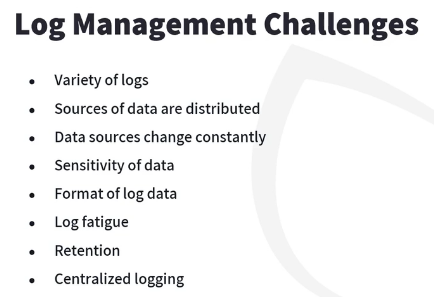 Log Management Challenges
• Variety of logs
• Sources of data are distributed
• Data sources change constantly
• Sensitivity of data
• Format of log data
• Log fatigue
• Retention
• Centralized logging